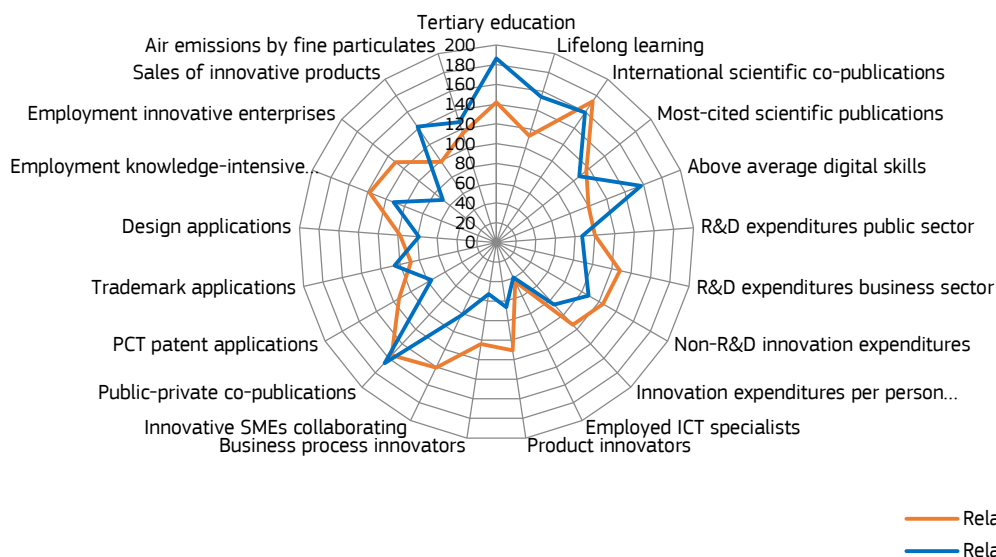 Tertiary education
Air emissions by fine particulates
Lifelong learning
Sales of innovative products
International scientific co-publications
Employment innovative enterprises
Most-cited scientific publications
Employment knowledge-intensive...
Above average digital skills
Design applications
R&D expenditures public sector
Trademark applications
R&D expenditures business sector
PCT patent applications
Non-R&D innovation expenditures
Public-private co-publications
Innovation expenditures per person...
Innovative SMEs collaborating
Employed ICT specialists
Business process innovators
Product innovators
200
180
160
140
120
100
80
60
40
20
0
Rela
Rela